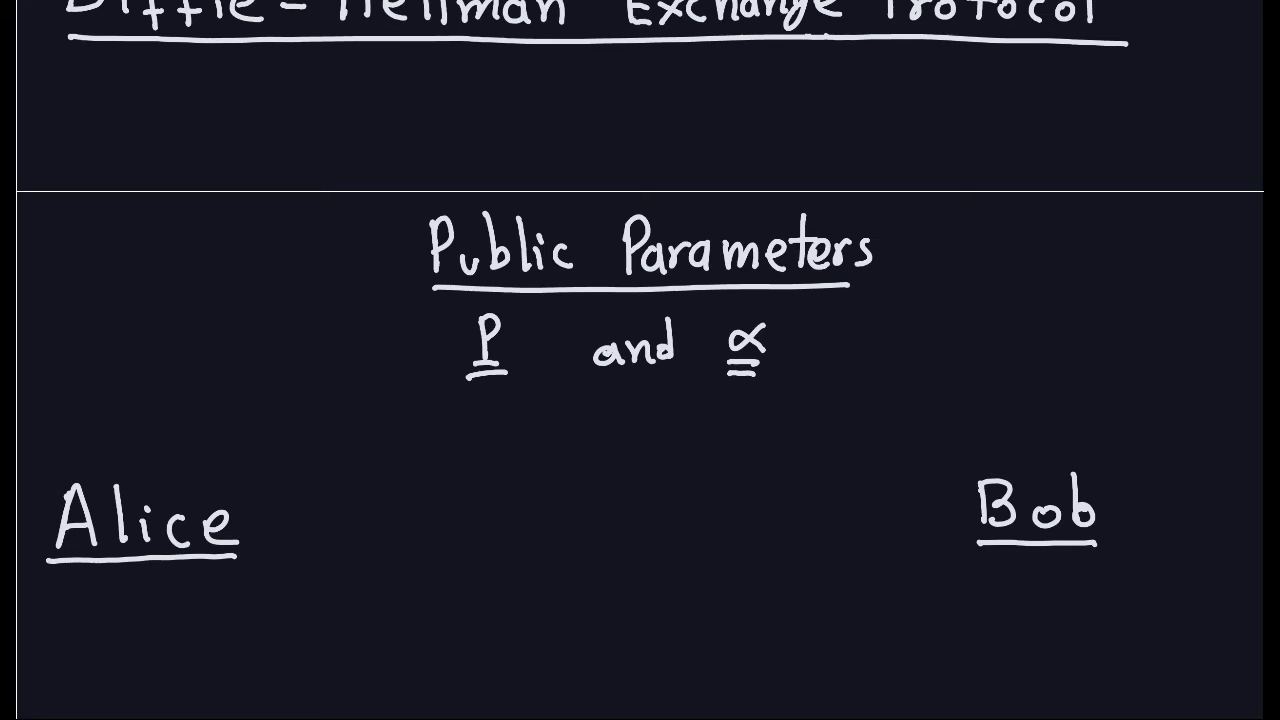 Diffie - Hellman Exchange Protocol
Public Parameters
P and α
Alice Bob